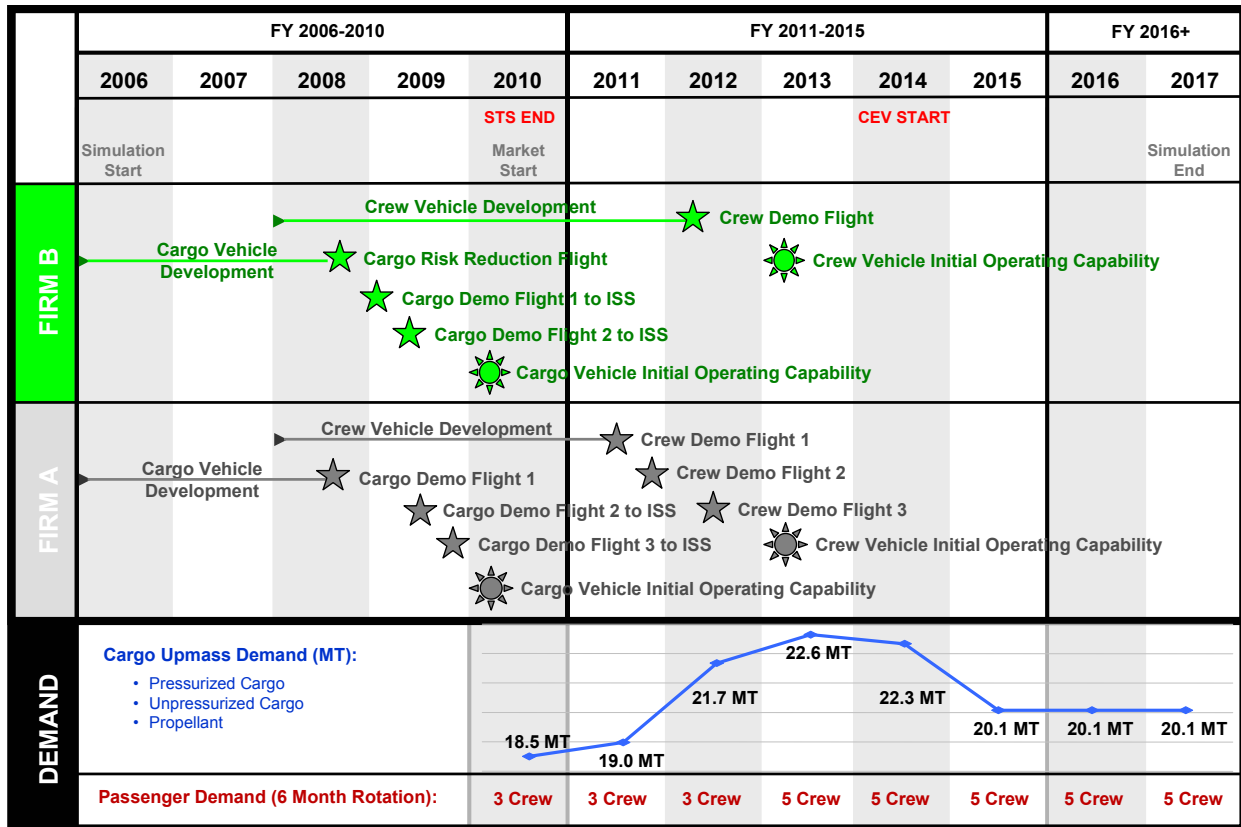 FY 2006-2010 FY 2011-2015 FY 2016+
2006 2007 2008 2009 2010 2011 2012 2013 2014 2015 2016 2017
STS END CEV START
Simulation Market Simulation
Start Start End
FIRM B
Crew Vehicle Development Crew Demo Flight
Cargo Vehicle
Development
Cargo Risk Reduction Flight Crew Vehicle Initial Operating Capability
Cargo Demo Flight 1 to ISS
Cargo Demo Flight 2 to ISS
Cargo Vehicle Initial Operating Capability
FIRM A
Crew Vehicle Development Crew Demo Flight 1
Cargo Vehicle
Development
Cargo Demo Flight 1 Crew Demo Flight 2
Cargo Demo Flight 2 to ISS Crew Demo Flight 3
Cargo Demo Flight 3 to ISS Crew Vehicle Initial Operating Capability
Cargo Vehicle Initial Operating Capability
DEMAND
Cargo Upmass Demand (MT):
• Pressurized Cargo
• Unpressurized Cargo
• Propellant
18.5 MT 19.0 MT 21.7 MT 22.6 MT 22.3 MT 20.1 MT 20.1 MT 20.1 MT
Passenger Demand (6 Month Rotation): 3 Crew 3 Crew 3 Crew 5 Crew 5 Crew 5 Crew 5 Crew 5 Crew